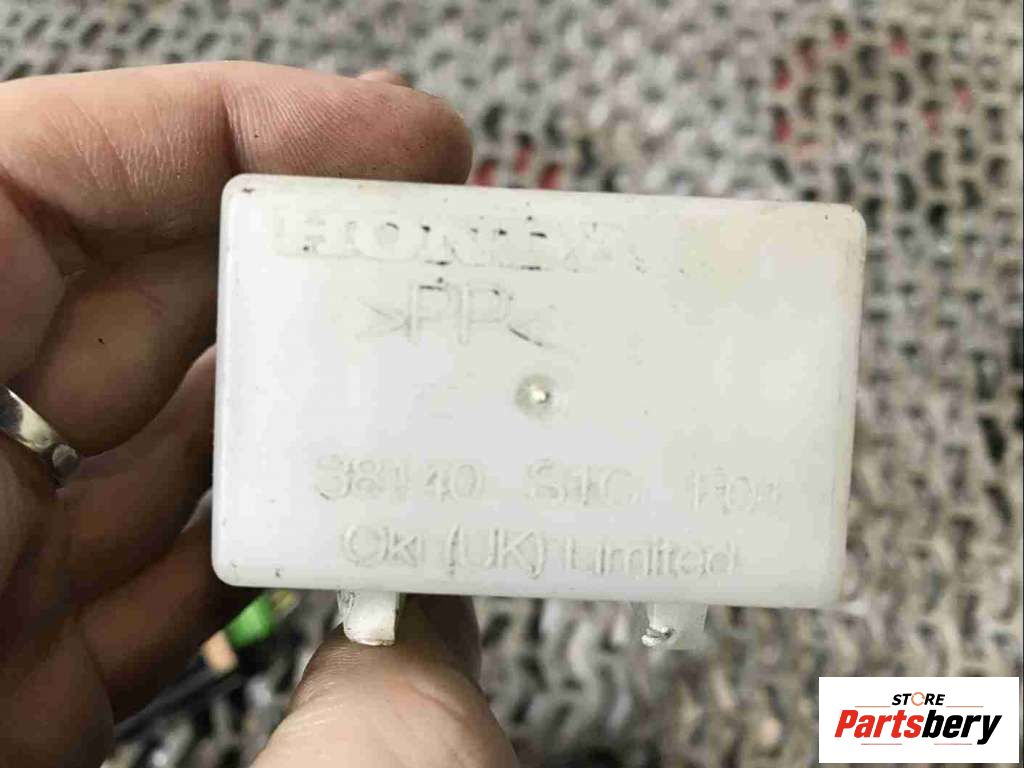 HONDA
>PP<
38140 S1C
Oki (UK) Limited
STORE
Partsbery